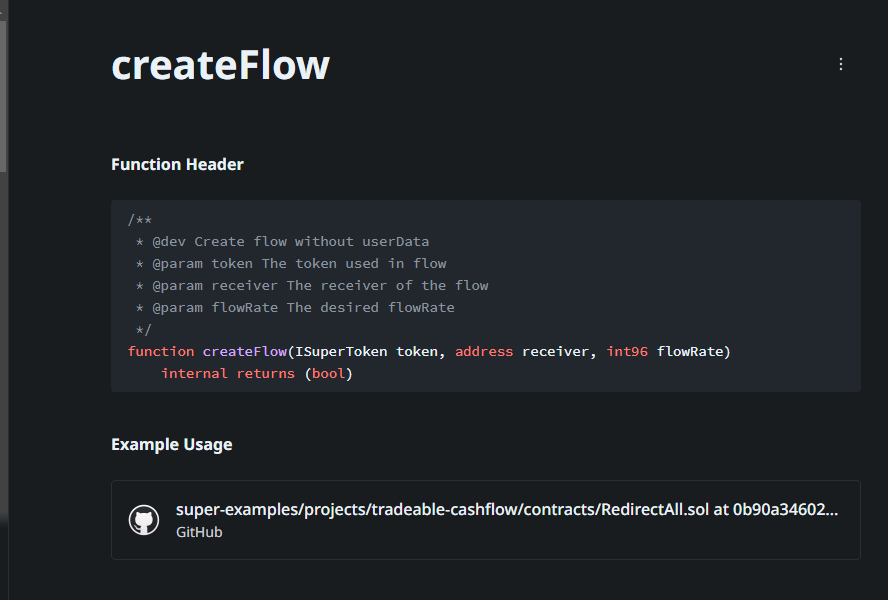 createFlow
Function Header
/**
 * @dev Create flow without userData
 * @param token The token used in flow
 * @param receiver The receiver of the flow
 * @param flowRate The desired flowRate
 */
function createFlow(ISuperToken token, address receiver, int96 flowRate)
    internal returns (bool)
Example Usage
super-examples/projects/tradeable-cashflow/contracts/RedirectAll.sol at 0b90a34602...
GitHub